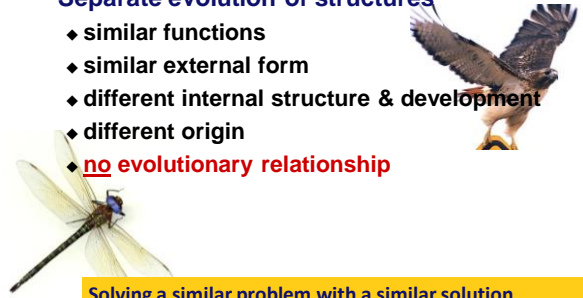 Separate evolution of structures
◆ similar functions
◆ similar external form
◆ different internal structure & development
◆ different origin
◆ no evolutionary relationship
Solving a similar problem with a similar solution